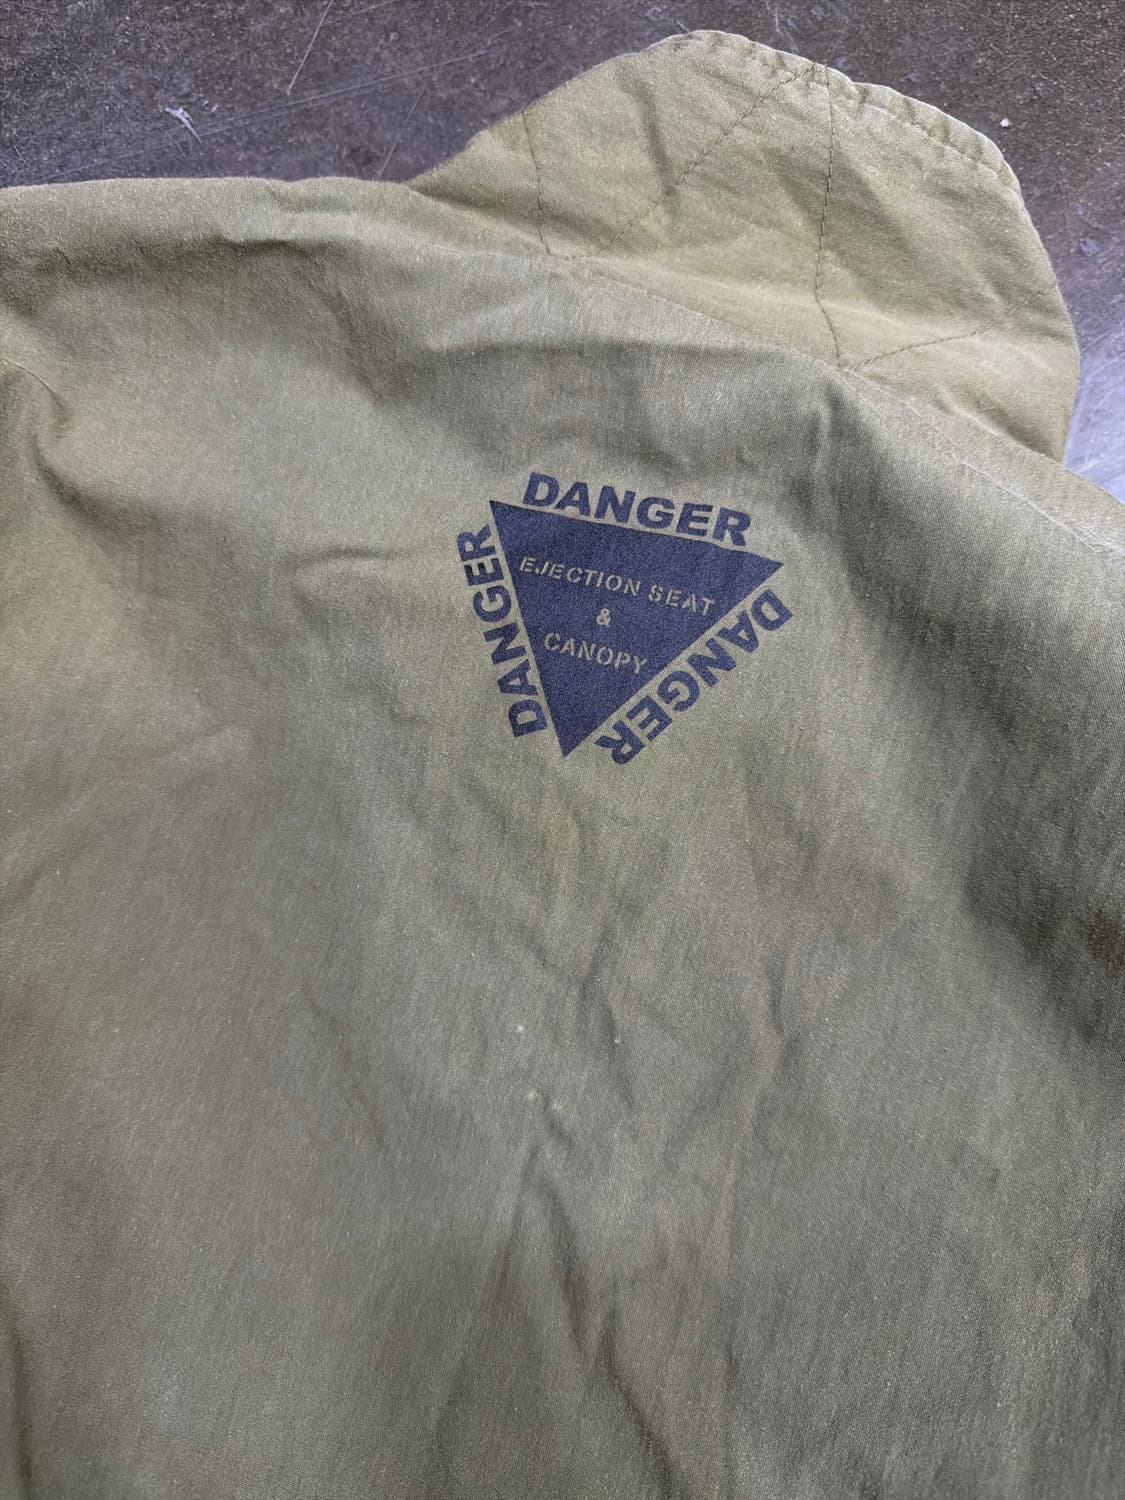 DANGER
DANGER
EJECTION SEAT
&
CANOPY
DANGER